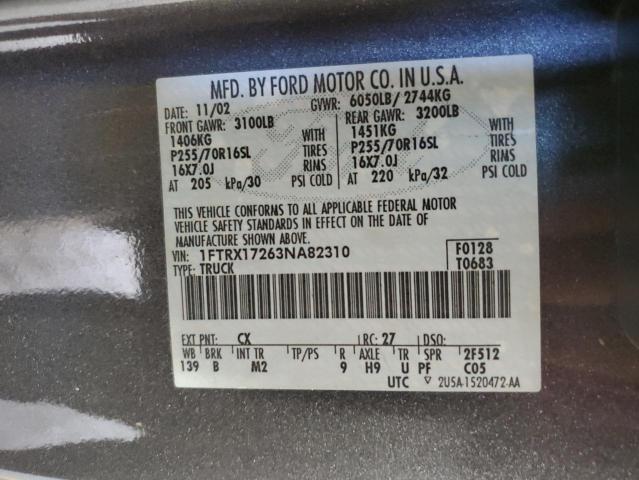 MFD. BY FORD MOTOR CO. IN U.S.A.
DATE: 11/02 GVWR: 6050LB/ 2744KG
FRONT GAWR: 3100LB REAR GAWR: 3200LB
1406KG WITH 1451KG WITH
P255/70R16SL TIRES P255/70R16SL TIRES
16X7.0J RIMS 16X7.0J RIMS
AT 205 kPa/30 PSI COLD AT 220 kPa/32 PSI COLD
THIS VEHICLE CONFORMS TO ALL APPLICABLE FEDERAL MOTOR
VEHICLE SAFETY STANDARDS IN EFFECT ON THE DATE OF
MANUFACTURE SHOWN ABOVE.
VIN: 1FTRX17263NA82310 F0128
TYPE: TRUCK T0683
EXT PNT: CX RC: 27 DSO:
WB BRK INT TR TP/PS R AXLE TR SPR 2F512
139 B M2 9 H9 U PF C05
UTC ▽ 2U5A-1520472-AA